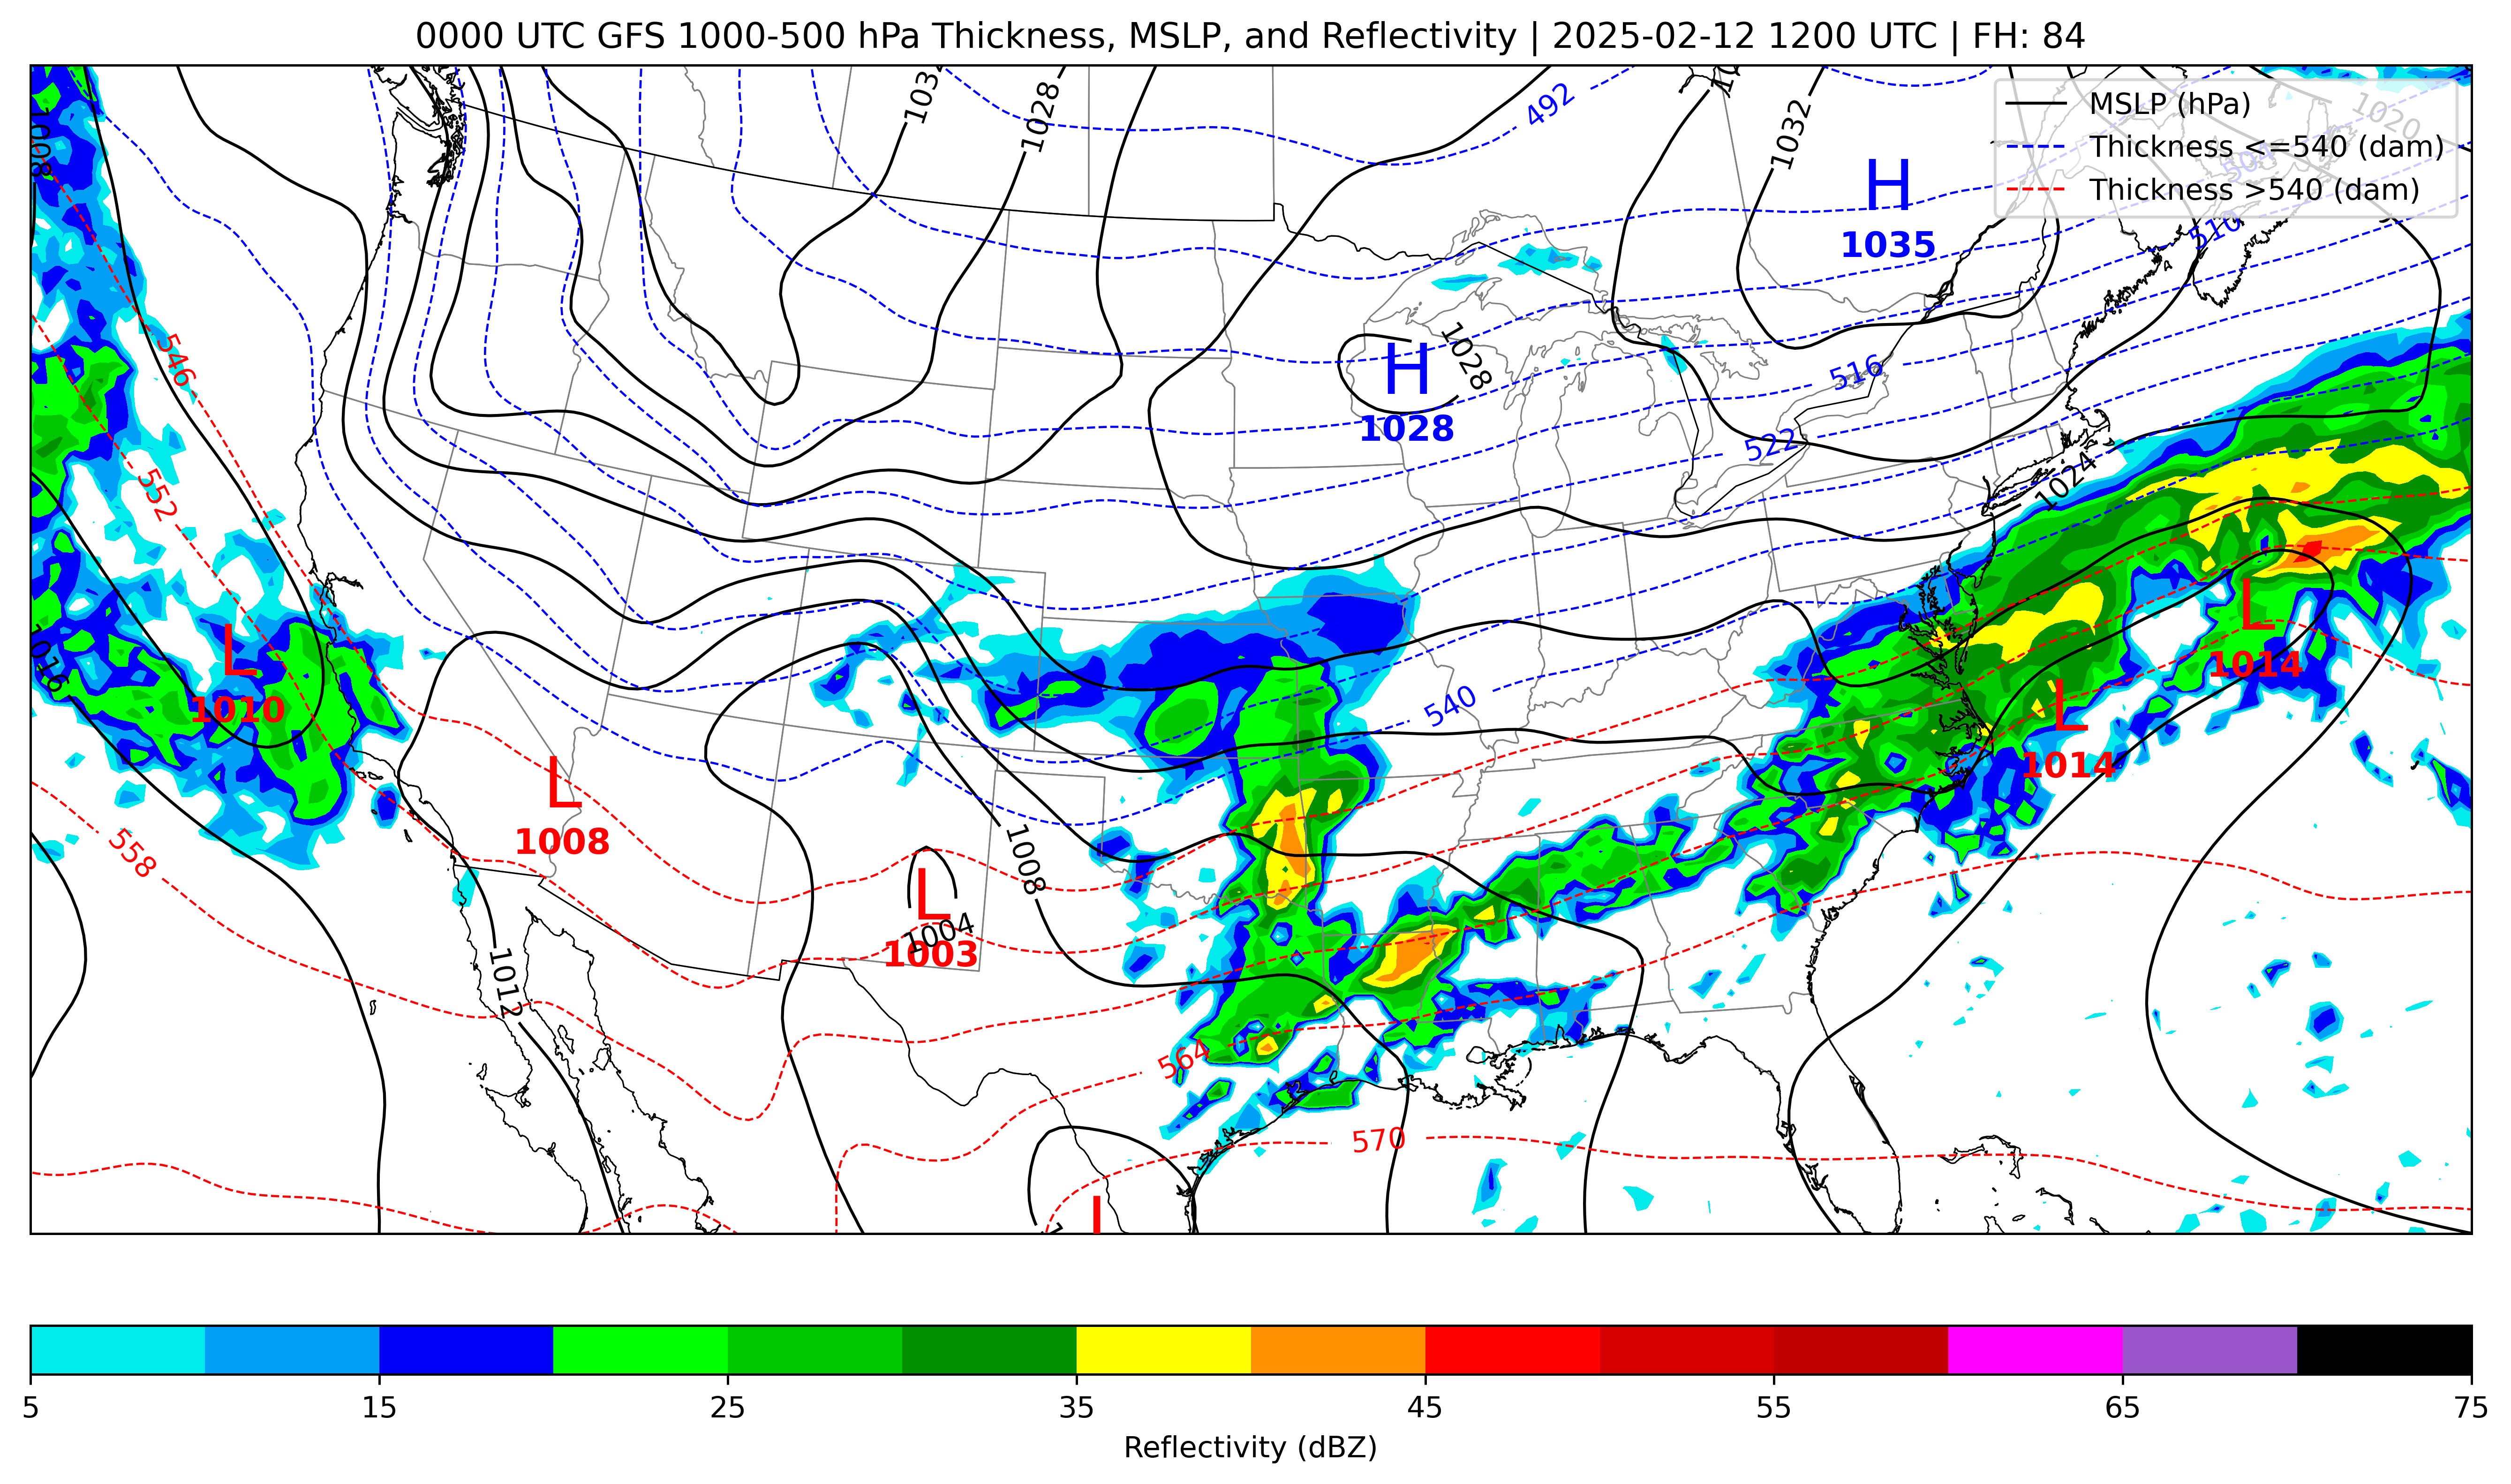 0000 UTC GFS 1000-500 hPa Thickness, MSLP, and Reflectivity | 2025-02-12 1200 UTC | FH: 84
MSLP (hPa)
Thickness <=540 (dam)
Thickness >540 (dam)
1008
1028
492
1032
1020
504
510
H
1035
546
H
1028
1028
516
522
552
1024
1016
L
1010
L
1014
540
L
1014
L
1008
558
1008
L
1004
1003
1012
564
570
L
5
15
25
35
45
55
65
75
Reflectivity (dBZ)